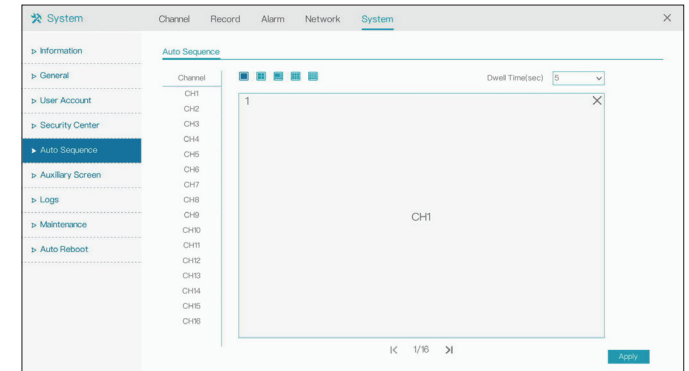 System
Channel Record Alarm Network System
Information
General
User Account
Security Center
Auto Sequence
Auxiliary Screen
Logs
Maintenance
Auto Reboot
Auto Sequence
Channel
CH1
CH2
CH3
CH4
CH5
CH6
CH7
CH8
CH9
CH10
CH11
CH12
CH13
CH14
CH15
CH16
Dwell Time(sec) 5
1
CH1
1/16
Apply